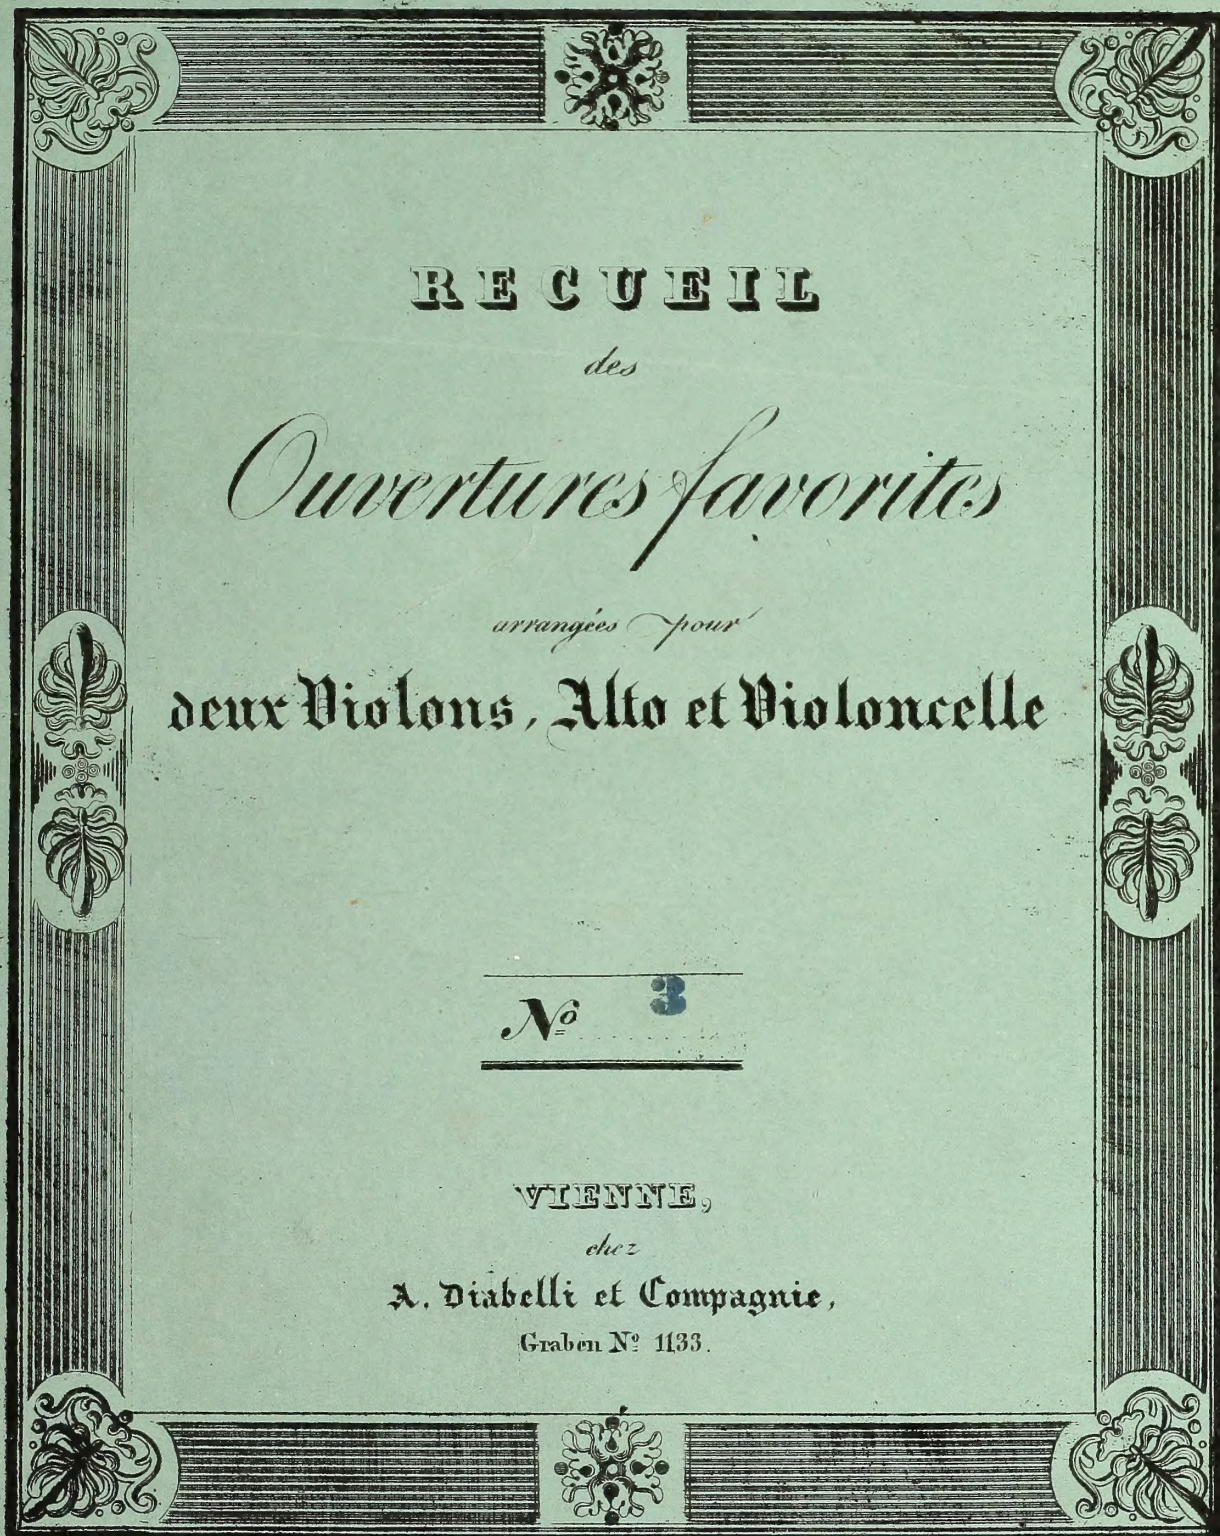 RECUEIL
des
Ouvertures favorites
arrangées pour
deux Violons, Alto et Violoncelle
Nº 3
VIENNE,
chez
A. Diabelli et Compagnie,
Graben Nº 1133.